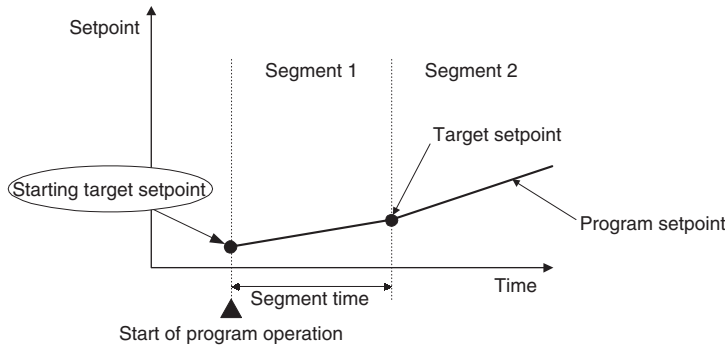 Setpoint
Segment 1
Segment 2
Target setpoint
Starting target setpoint
Program setpoint
Time
Segment time
Start of program operation